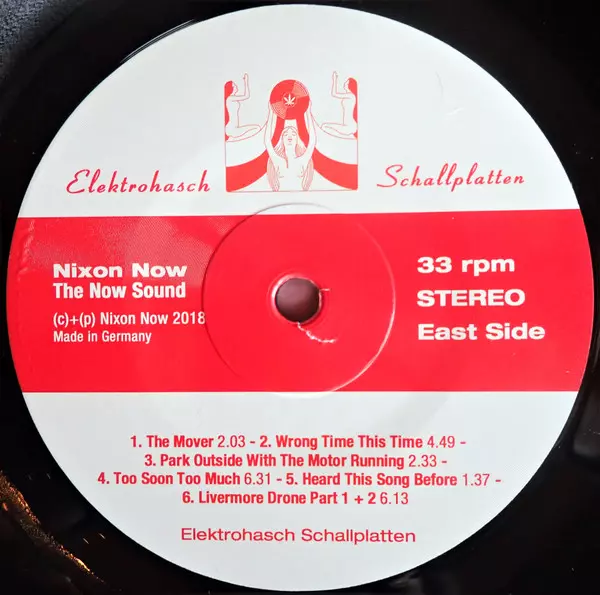 Elektrohasch Schallplatten
Nixon Now
The Now Sound
(c)+(p) Nixon Now 2018
Made in Germany
33 rpm
STEREO
East Side
1. The Mover 2.03 - 2. Wrong Time This Time 4.49 -
3. Park Outside With The Motor Running 2.33 -
4. Too Soon Too Much 6.31 - 5. Heard This Song Before 1.37 -
6. Livermore Drone Part 1 + 2 6.13
Elektrohasch Schallplatten